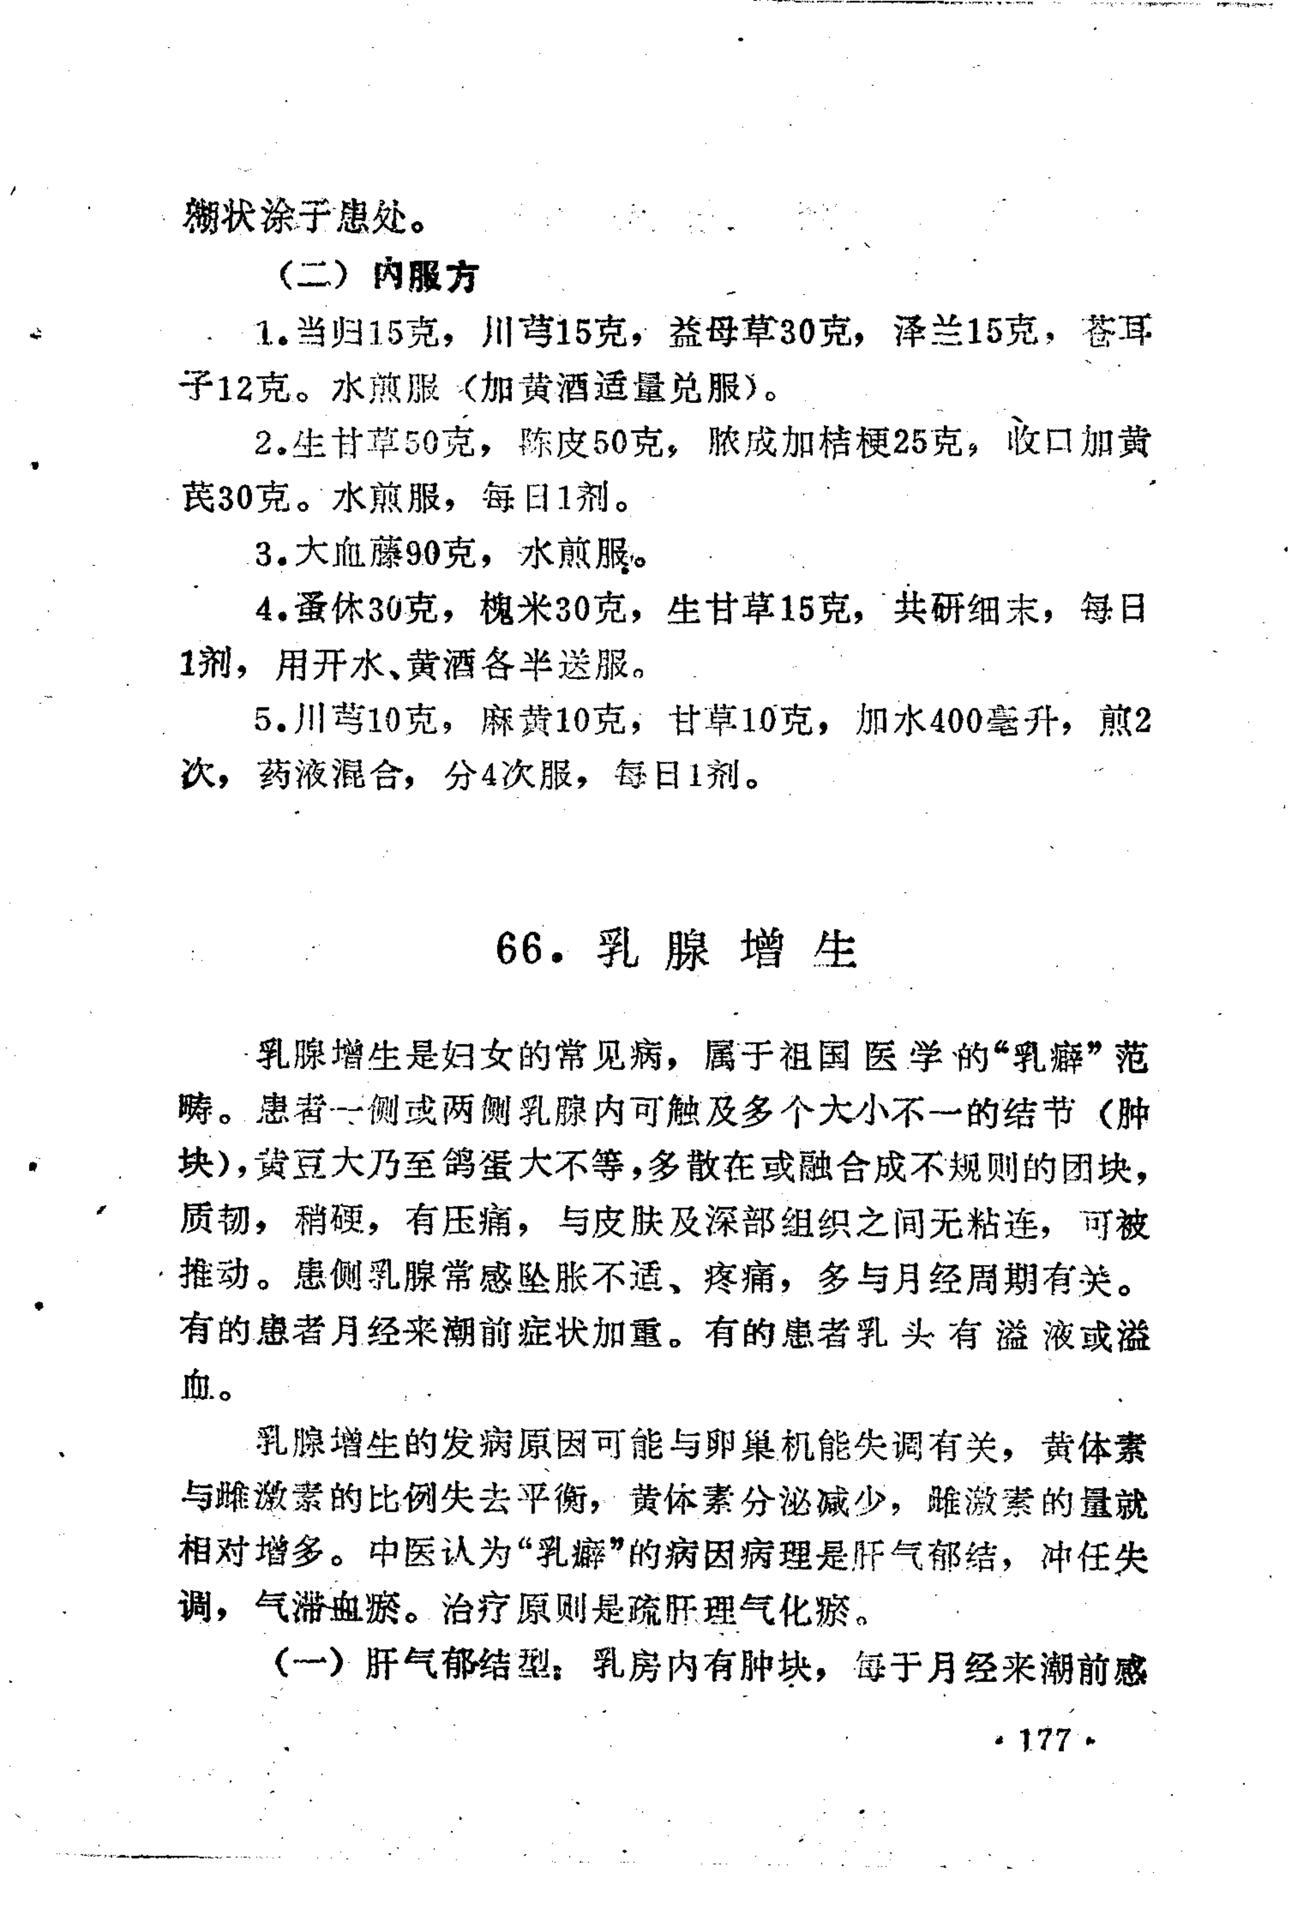 糊状涂于患处。
（二）内服方
1.当归15克，川芎15克，益母草30克，泽兰15克，苍耳
子12克。水煎服（加黄酒适量兑服）。
2.生甘草50克，陈皮50克，脓成加桔梗25克，收口加黄
芪30克。水煎服，每日1剂。
3.大血藤90克，水煎服。
4.蚤休30克，槐米30克，生甘草15克，共研细末，每日
1剂，用开水、黄酒各半送服。
5.川芎10克，麻黄10克，甘草10克，加水400毫升，煎2
次，药液混合，分4次服，每日1剂。
66.乳腺增生
乳腺增生是妇女的常见病，属于祖国医学的“乳癖”范
畴。患者一侧或两侧乳腺内可触及多个大小不一的结节（肿
块），黄豆大乃至鸽蛋大不等，多散在或融合成不规则的团块，
质韧，稍硬，有压痛，与皮肤及深部组织之间无粘连，可被
推动。患侧乳腺常感坠胀不适、疼痛，多与月经周期有关。
有的患者月经来潮前症状加重。有的患者乳头有溢液或溢
血。
乳腺增生的发病原因可能与卵巢机能失调有关，黄体素
与雌激素的比例失去平衡，黄体素分泌减少，雌激素的量就
相对增多。中医认为“乳癖”的病因病理是肝气郁结，冲任失
调，气滞血瘀。治疗原则是疏肝理气化瘀。
（一）肝气郁结型：乳房内有肿块，每于月经来潮前感
·177·